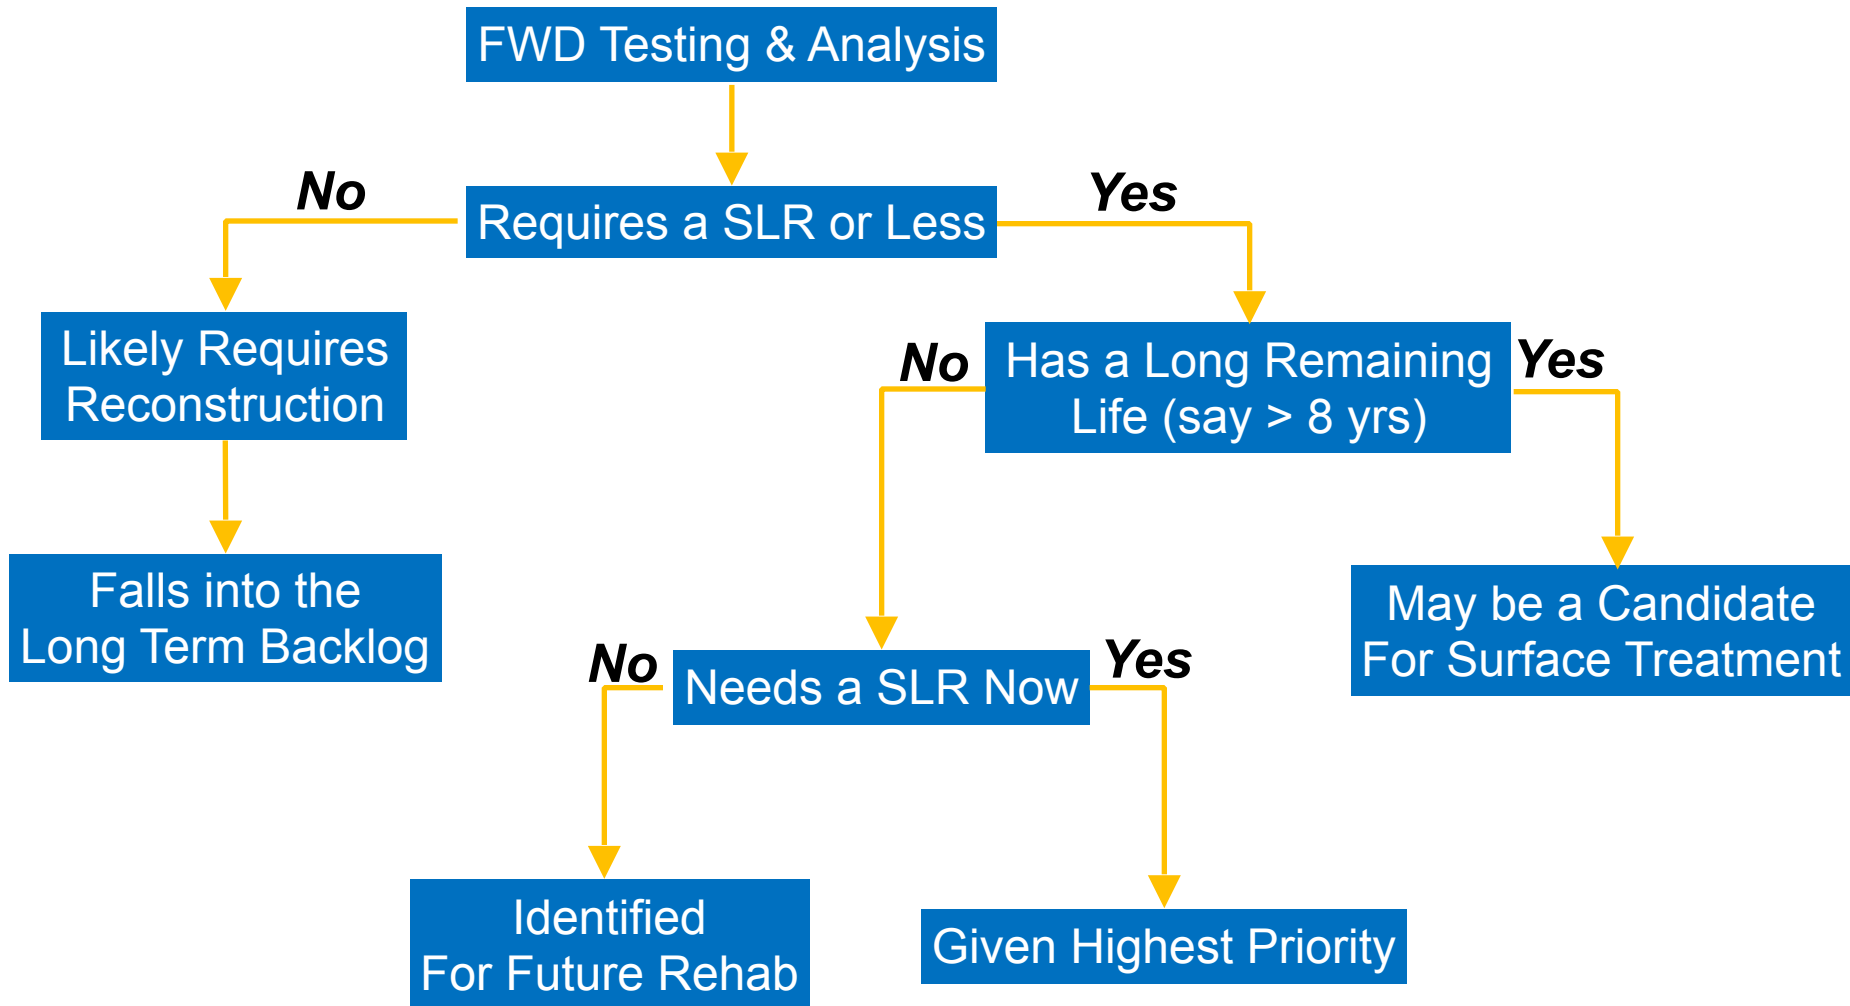 FWD Testing & Analysis
No
Yes
Requires a SLR or Less
Likely Requires
Reconstruction
No
Has a Long Remaining
Life (say > 8 yrs)
Yes
Falls into the
Long Term Backlog
May be a Candidate
For Surface Treatment
No
Needs a SLR Now
Yes
Identified
For Future Rehab
Given Highest Priority